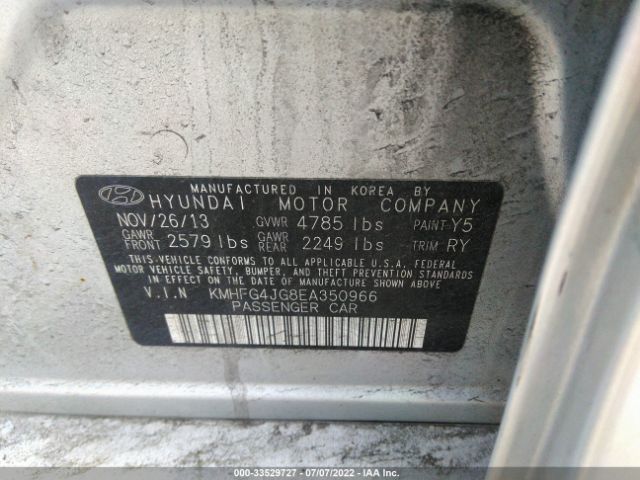 MANUFACTURED IN KOREA BY
HYUNDAI MOTOR COMPANY
NOV/26/13 GVWR 4785 lbs PAINT Y5
GAWR FRONT 2579 lbs GAWR REAR 2249 lbs TRIM RY
THIS VEHICLE CONFORMS TO ALL APPLICABLE U.S.A. FEDERAL
MOTOR VEHICLE SAFETY, BUMPER, AND THEFT PREVENTION
STANDARDS IN EFFECT ON THE DATE OF MANUFACTURE
SHOWN ABOVE.
V.I.N KMHFG4JG8EA350966
PASSENGER CAR
000-33529727 - 07/07/2022 - IAA Inc.